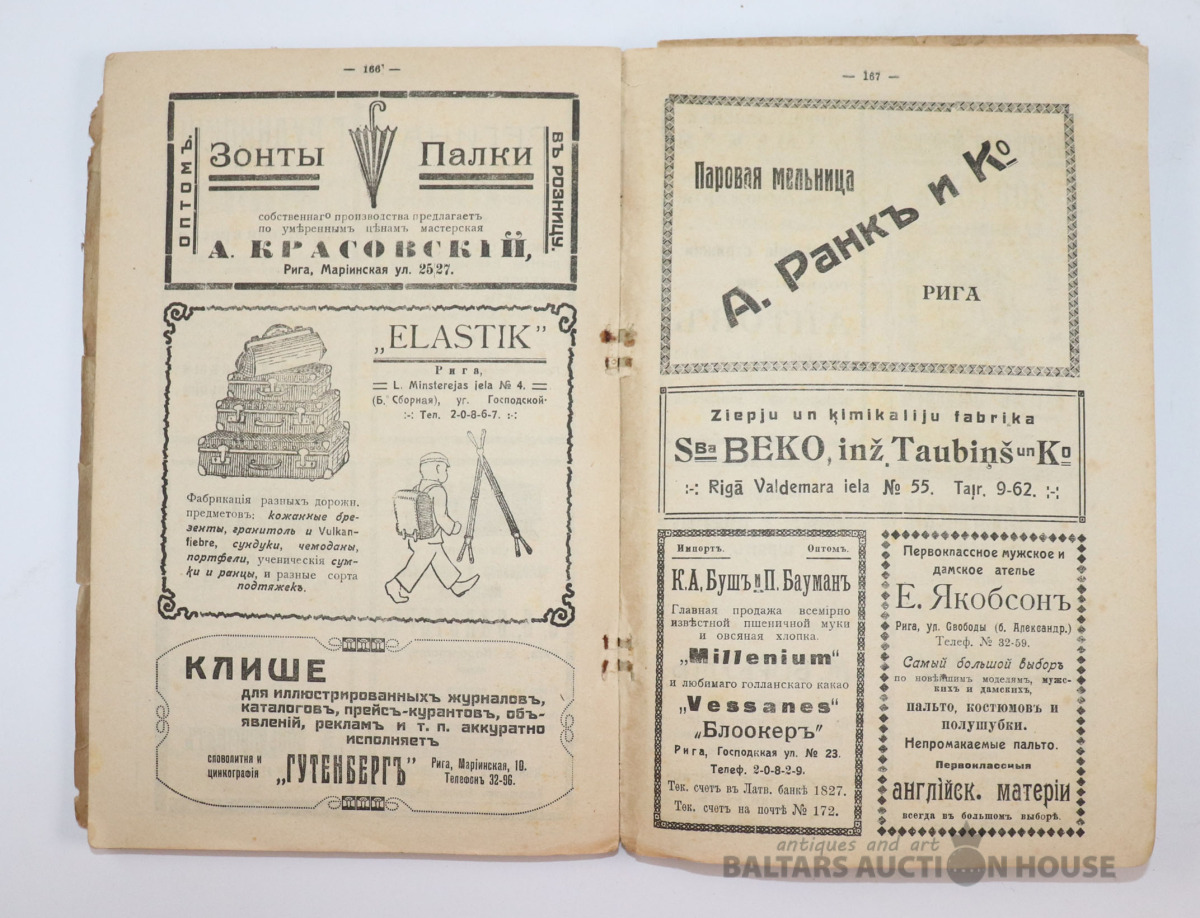 — 166 —
ОПТОМЪ.
Зонты Палки
ВЪ РОЗНИЦУ.
собственнаго производства предлагаетъ
по умѣреннымъ цѣнамъ мастерская
А. КРАСОВСКІЙ,
Рига, Маріинская ул. 25/27.
„ELASTIK”
Рига,
L. Minsterejas iela № 4.
(Б. Сборная), уг. Господской-
:-: Тел. 2-0-8-6-7. :-:
Фабрикація разныхъ дорожн.
предметовъ: кожанные бре-
зенты, гранитоль и Vulkan-
fiebre, сундуки, чемоданы,
портфели, ученическія сум-
ки и ранцы, и разные сорта
подтяжекъ.
КЛИШЕ
для иллюстрированныхъ журналовъ,
каталоговъ, прейсъ-курантовъ, объ-
явленій, рекламъ и т. п. аккуратно
исполняетъ
словолитня и
цинкографія
„ГУТЕНБЕРГЪ”
Рига, Маріинская, 10.
Телефонъ 32-96.
— 167 —
Паровая мельница
А. Ранкъ и Ко
РИГА
Ziepju un ķimikaliju fabrika
Sвa BEKO, inž. Taubiņš un Ko
:-: Rīgā Valdemara iela № 55. Taļr. 9-62. :-:
Импортъ. Оптомъ.
К. А, Бушъ и П. Бауманъ
Главная продажа всемірно
извѣстной пшеничной муки
и овсяная хлопка.
„Millenium”
и любимаго голланскаго какао
„Vessanes”
„Блоокеръ”
Рига, Господкая ул. № 23.
Телеф. 2-0-8-2-9.
Тек. счетъ въ Латв. банкѣ 1827.
Тек. счетъ на почтѣ № 172.
Первоклассное мужское и
дамское ателье
Е. Якобсонъ
Рига, ул. Свободы (б. Александр.)
Телеф. № 32-59.
Самый большой выборъ
по новѣйшимъ моделямъ, мужс-
кихъ и дамскихъ,
пальто, костюмовъ и
полушубки.
Непромакаемые пальто.
Первоклассныя
англійск. матеріи
всегда въ большомъ выборѣ.
antiques and art
BALTARS AUCTION HOUSE